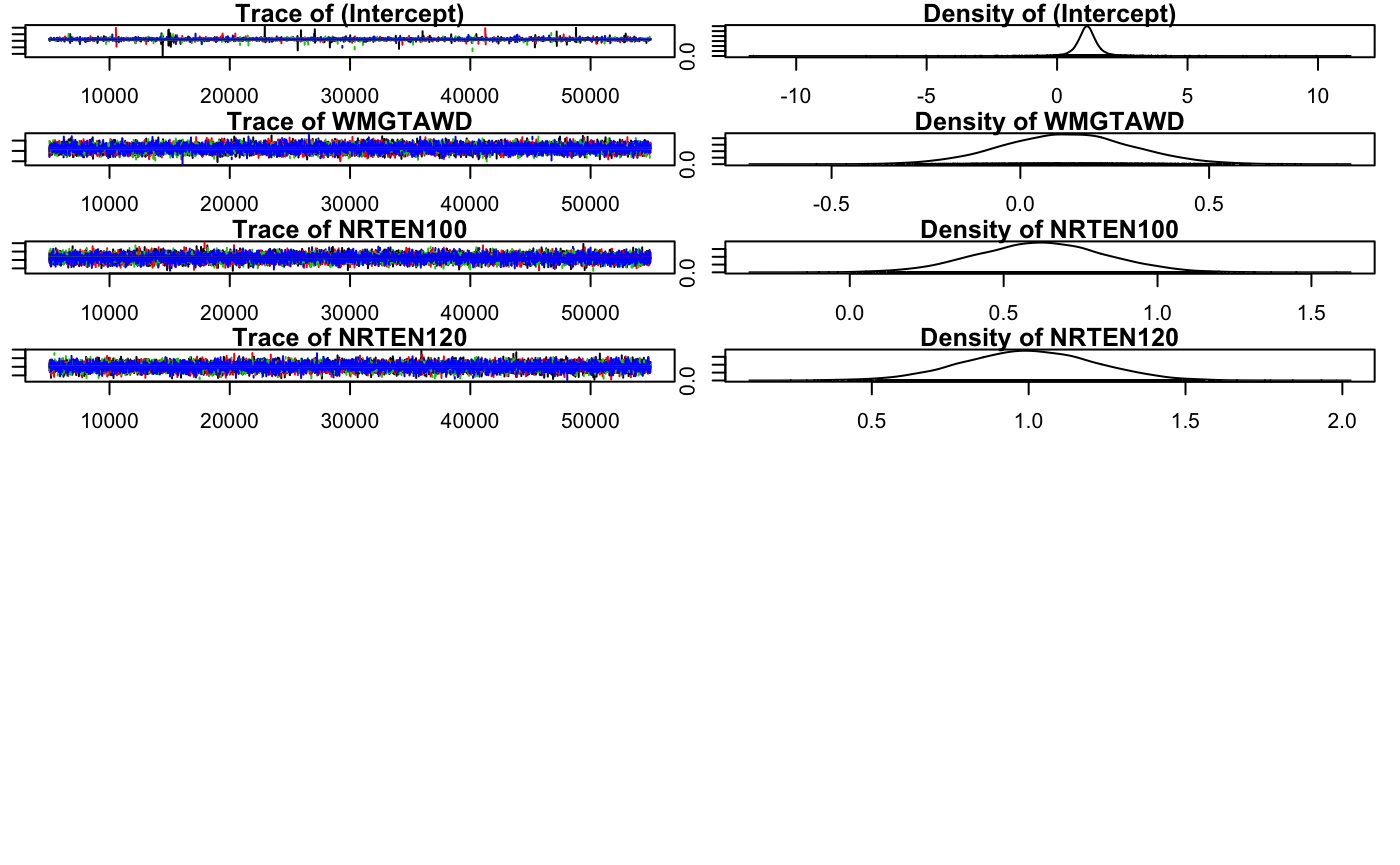 Trace of (Intercept) Density of (Intercept)
0.0
10000 20000 30000 40000 50000 -10 -5 0 5 10
Trace of WMGTAWD Density of WMGTAWD
0.0
10000 20000 30000 40000 50000 -0.5 0.0 0.5
Trace of NRTEN100 Density of NRTEN100
0.0
10000 20000 30000 40000 50000 0.0 0.5 1.0 1.5
Trace of NRTEN120 Density of NRTEN120
0.0
10000 20000 30000 40000 50000 0.5 1.0 1.5 2.0